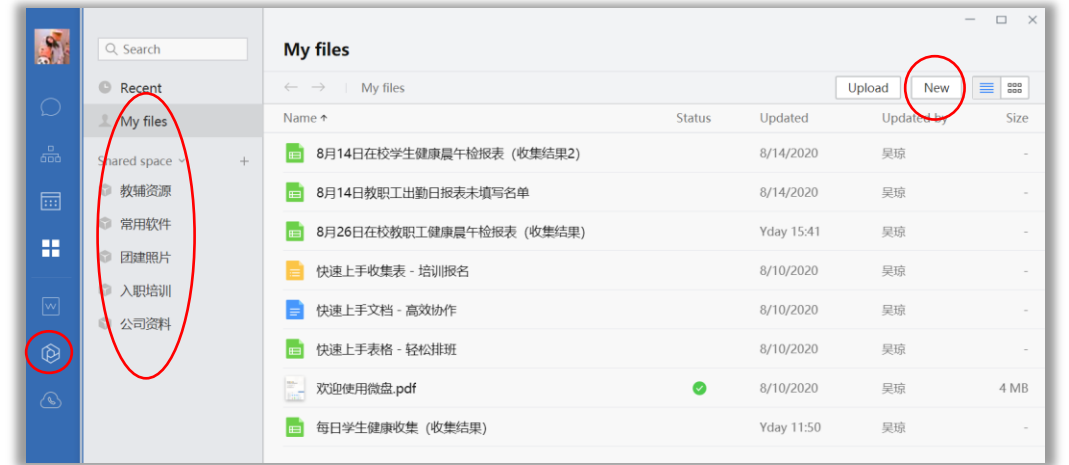 Search
Recent
My files
Shared space
教辅资源
常用软件
团建照片
入职培训
公司资料
My files
My files
Upload
New
Name Status Updated Updated by Size
8月14日在校学生健康晨午检报表（收集结果2） 8/14/2020 吴琼 -
8月14日教职工出勤日报表未填写名单 8/14/2020 吴琼 -
8月26日在校教职工健康晨午检报表（收集结果） Yday 15:41 吴琼 -
快速上手收集表 - 培训报名 8/10/2020 吴琼 -
快速上手文档 - 高效协作 8/10/2020 吴琼 -
快速上手表格 - 轻松排班 8/10/2020 吴琼 -
欢迎使用微盘.pdf 8/10/2020 吴琼 4 MB
每日学生健康收集（收集结果） Yday 11:50 吴琼 -